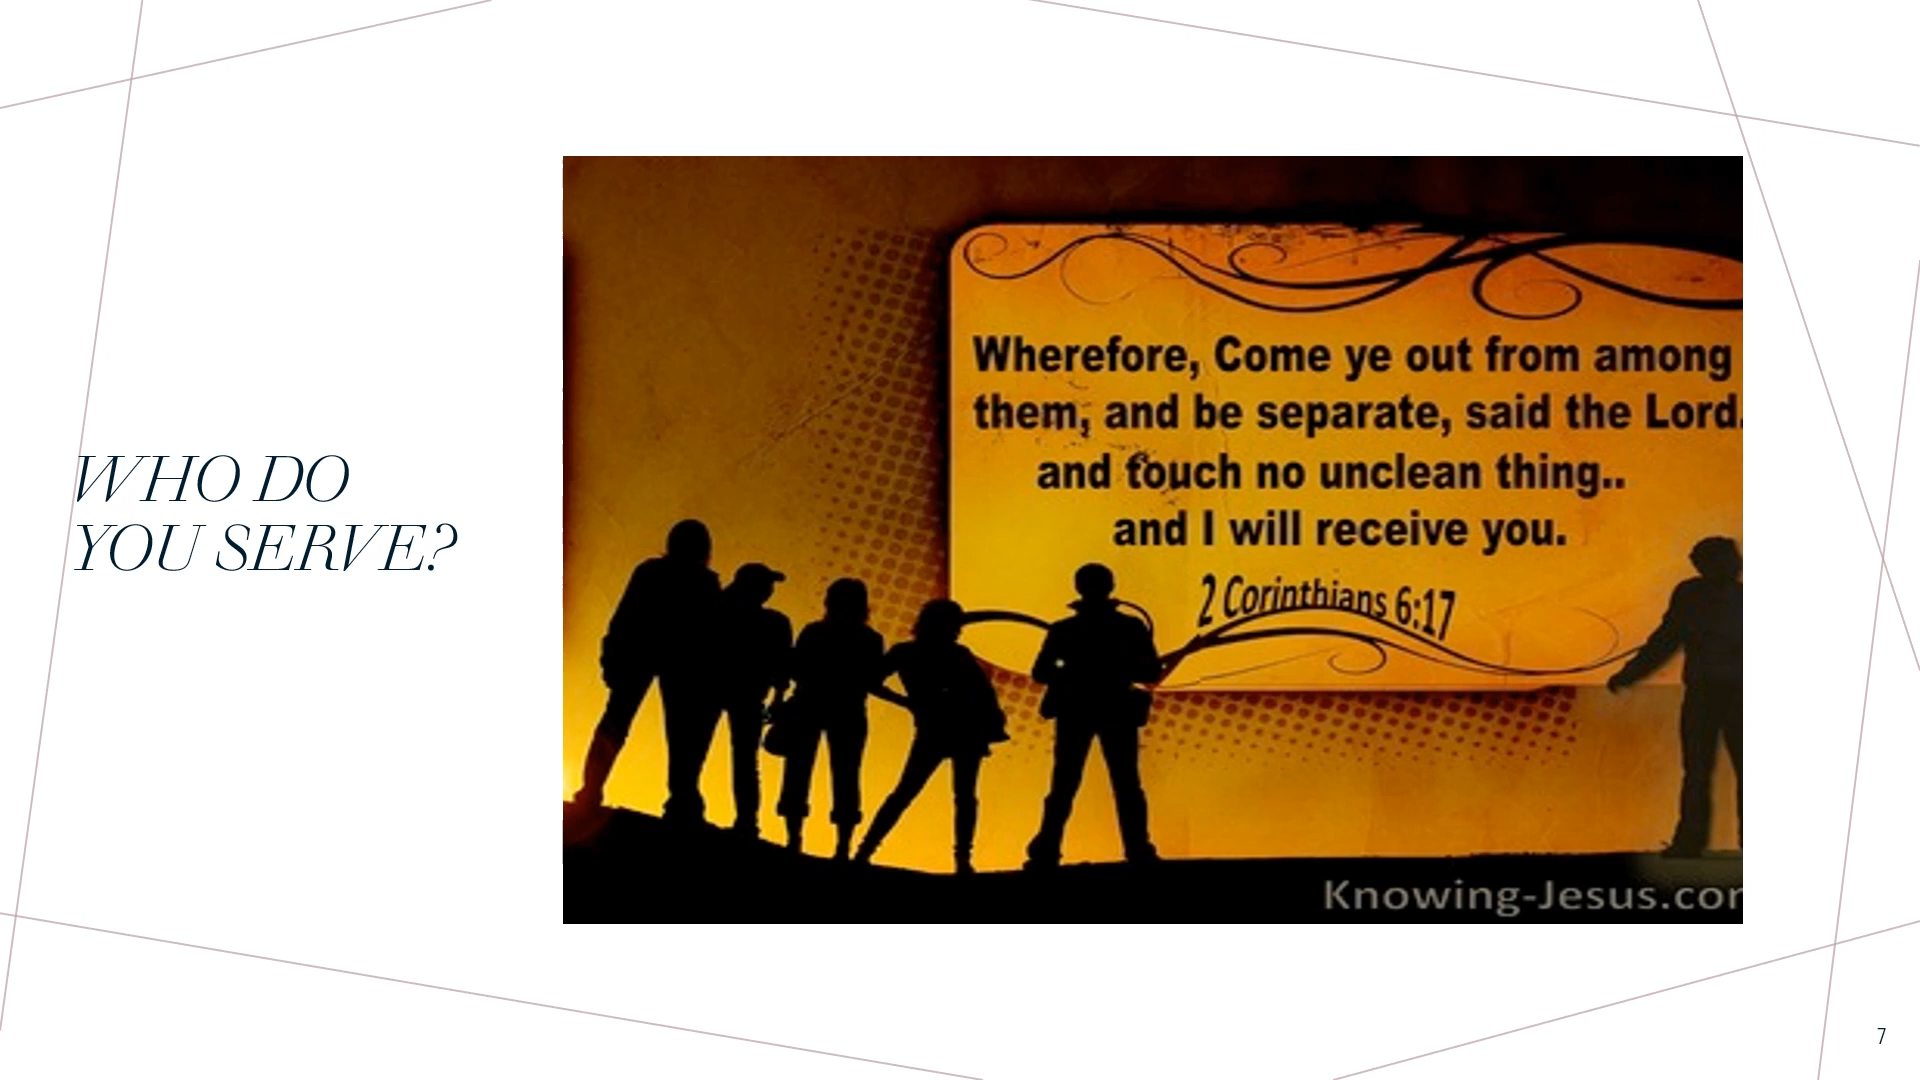 WHO DO
YOU SERVE?
Wherefore, Come ye out from among
them, and be separate, said the Lord.
and touch no unclean thing..
and I will receive you.
2 Corinthians 6:17
Knowing-Jesus.cor
7